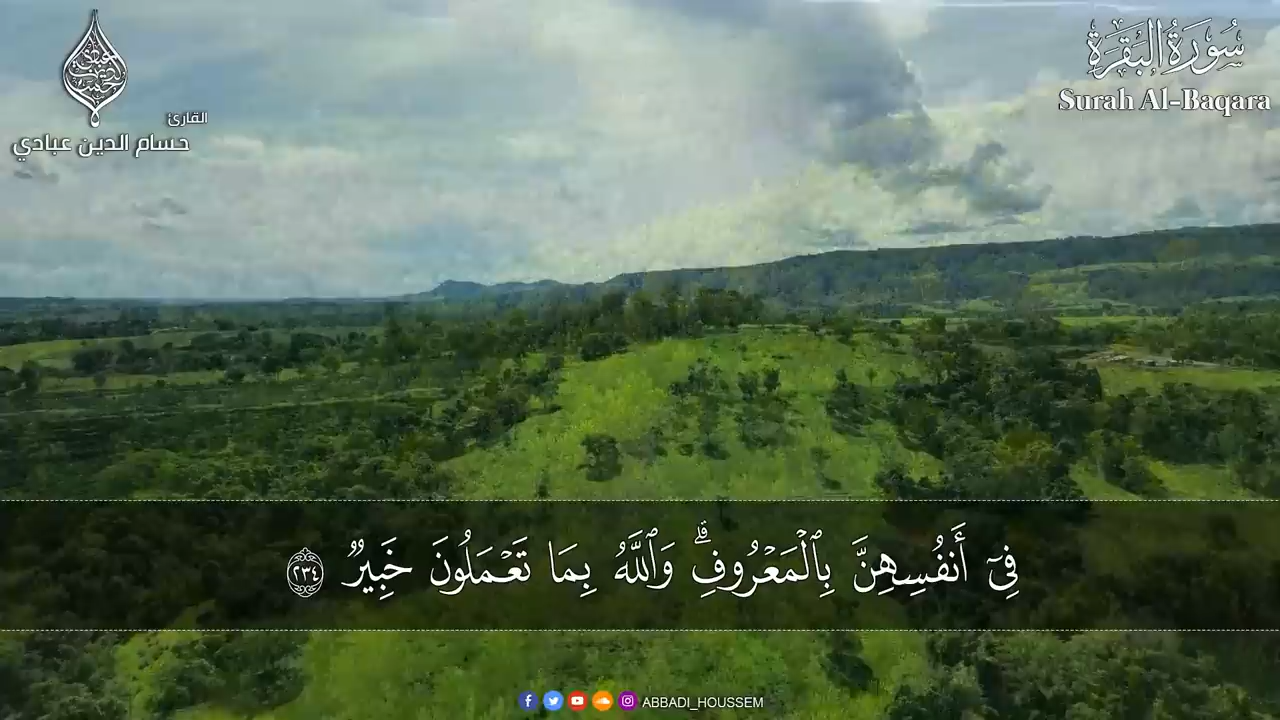 سُورَةُ البَقَرَةِ
Surah Al-Baqara
القارئ
حسام الدين عبادي
فِىٓ أَنفُسِهِنَّ بِٱلْمَعْرُوفِ ۗ وَٱللَّهُ بِمَا تَعْمَلُونَ خَبِيرٌ ٢٣٤
ABBADI_HOUSSEM